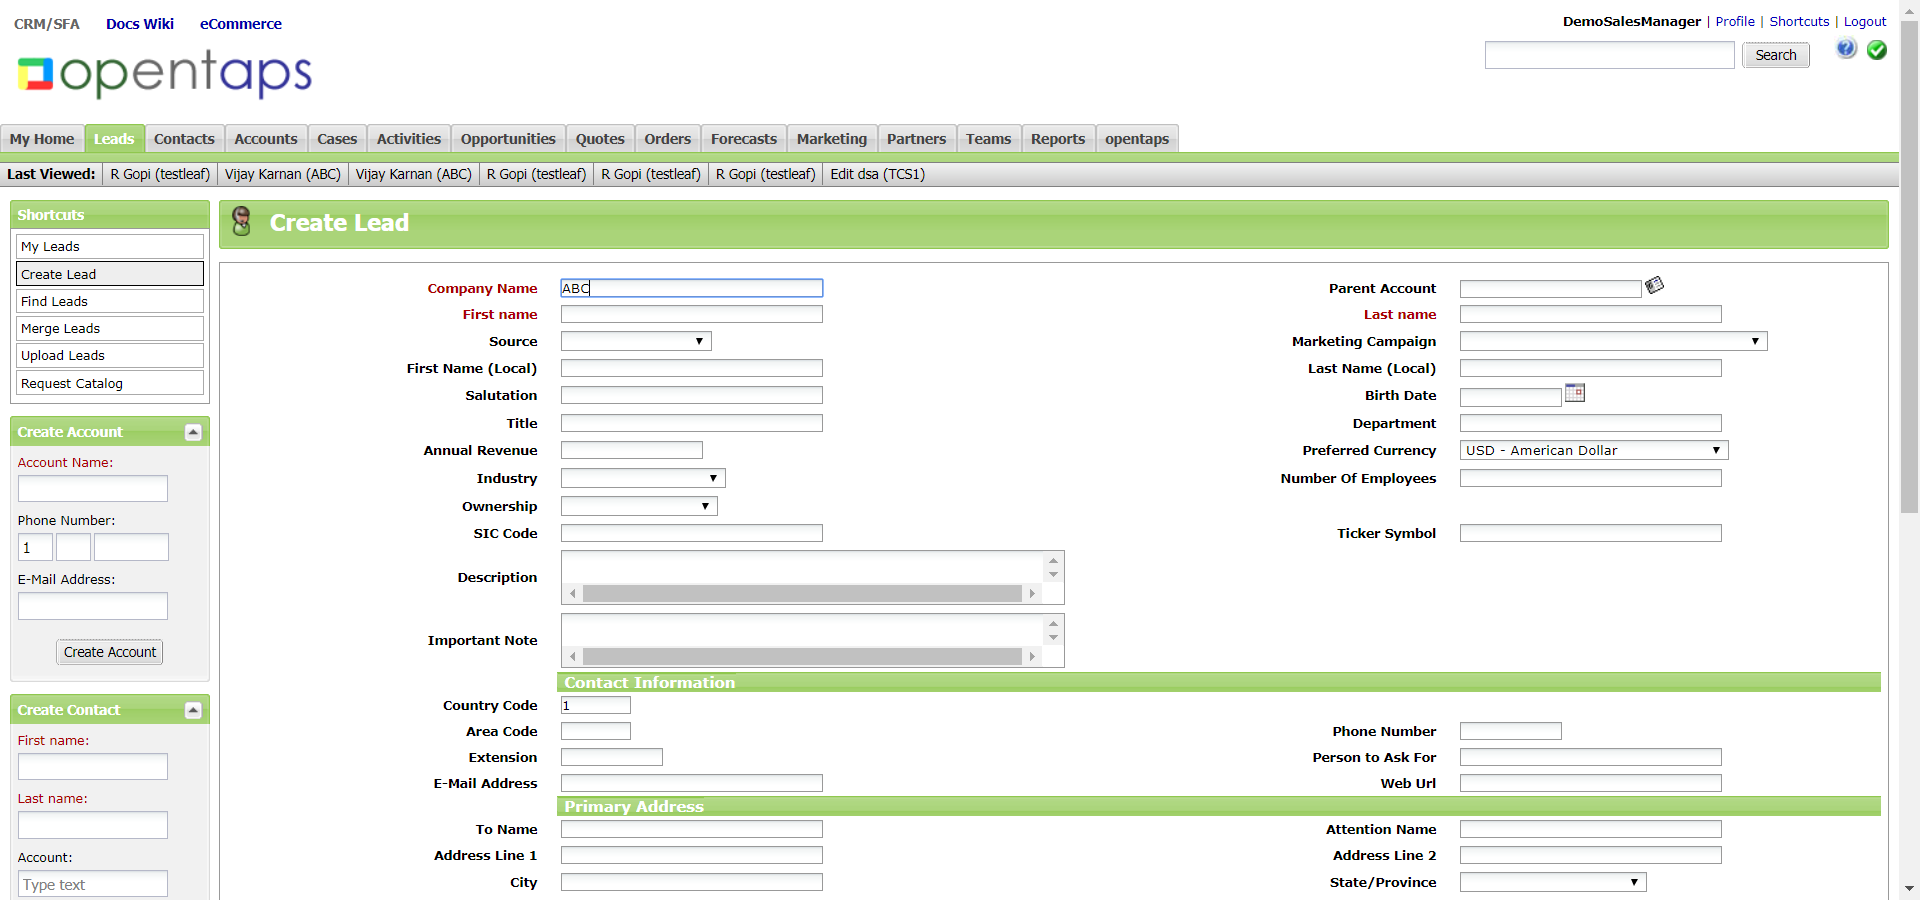 CRM/SFA Docs Wiki eCommerce
DemoSalesManager | Profile | Shortcuts | Logout
opentaps
Search
My Home Leads Contacts Accounts Cases Activities Opportunities Quotes Orders Forecasts Marketing Partners Teams Reports opentaps
Last Viewed: R Gopi (testleaf) Vijay Karnan (ABC) Vijay Karnan (ABC) R Gopi (testleaf) R Gopi (testleaf) R Gopi (testleaf) Edit dsa (TCS1)
Shortcuts
My Leads
Create Lead
Find Leads
Merge Leads
Upload Leads
Request Catalog
Create Account
Account Name:
Phone Number:
1
E-Mail Address:
Create Account
Create Contact
First name:
Last name:
Account:
Type text
Create Lead
Company Name ABC Parent Account
First name Last name
Source Marketing Campaign
First Name (Local) Last Name (Local)
Salutation Birth Date
Title Department
Annual Revenue Preferred Currency USD - American Dollar
Industry Number Of Employees
Ownership
SIC Code Ticker Symbol
Description
Important Note
Contact Information
Country Code 1
Area Code Phone Number
Extension Person to Ask For
E-Mail Address Web Url
Primary Address
To Name Attention Name
Address Line 1 Address Line 2
City State/Province